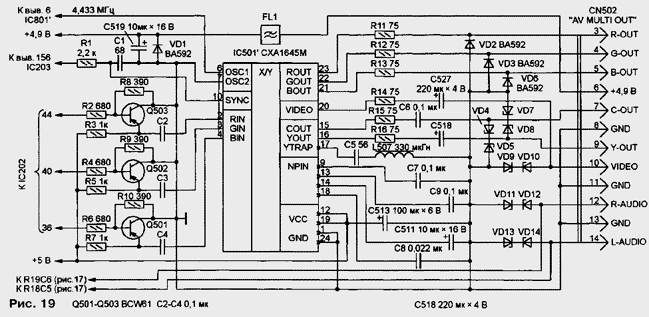 К выв. 6
IC801'
4,433 МГц
FL1
CN502
"AV MULTI OUT"
+4,9 В
C519 10мк × 16 В
C1
68
VD1
BA592
IC501' CXA1645M
R11 75
3 R-OUT
R1
2,2 к
R12 75
VD2 BA592
4 G-OUT
К выв. 156
IC203
R13 75
VD3 BA592
5 B-OUT
6 OSC1
7 OSC2
X/Y
ROUT 23
GOUT 22
BOUT 21
C527
220 мк × 4 В
VD6
BA592
6 +4,9 В
R8 390
10 SYNC
R14 75
C6 0,1 мк
VD7
7 C-OUT
44
R2 680
Q503
R3 1к
C2
RIN
GIN
BIN
VIDEO 20
R15 75
VD4
8 GND
R9 390
COUT 15
YOUT 16
YTRAP 17
R16 75
C518
VD8
VD5
9 Y-OUT
К IC202
C5 56
L507 330 мкГн
VD9 VD10
10 VIDEO
40
R4 680
Q502
R5 1к
C3
NPIN 9
13
14
18
C7 0,1 мк
11 GND
R10 390
C9 0,1 мк
VD11 VD12
12 R-AUDIO
36
R6 680
Q501
R7 1к
C4
VCC 12
19
C513 100 мк × 6 В
13 GND
+5 В
GND 1
24
C511 10 мк × 16 В
VD13 VD14
14 L-AUDIO
C8 0,022 мк
К R19C6 (рис.17)
К R18C5 (рис.17)
Рис. 19
Q501-Q503 BCW61 C2-C4 0,1 мк
C518 220 мк × 4 В